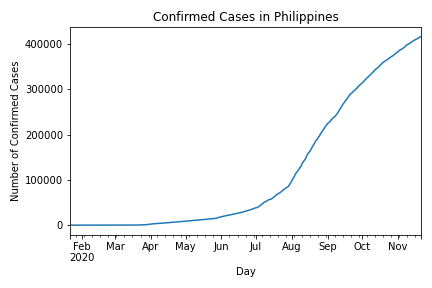 Confirmed Cases in Philippines
Number of Confirmed Cases
400000
300000
200000
100000
0
Feb Mar Apr May Jun Jul Aug Sep Oct Nov
2020
Day